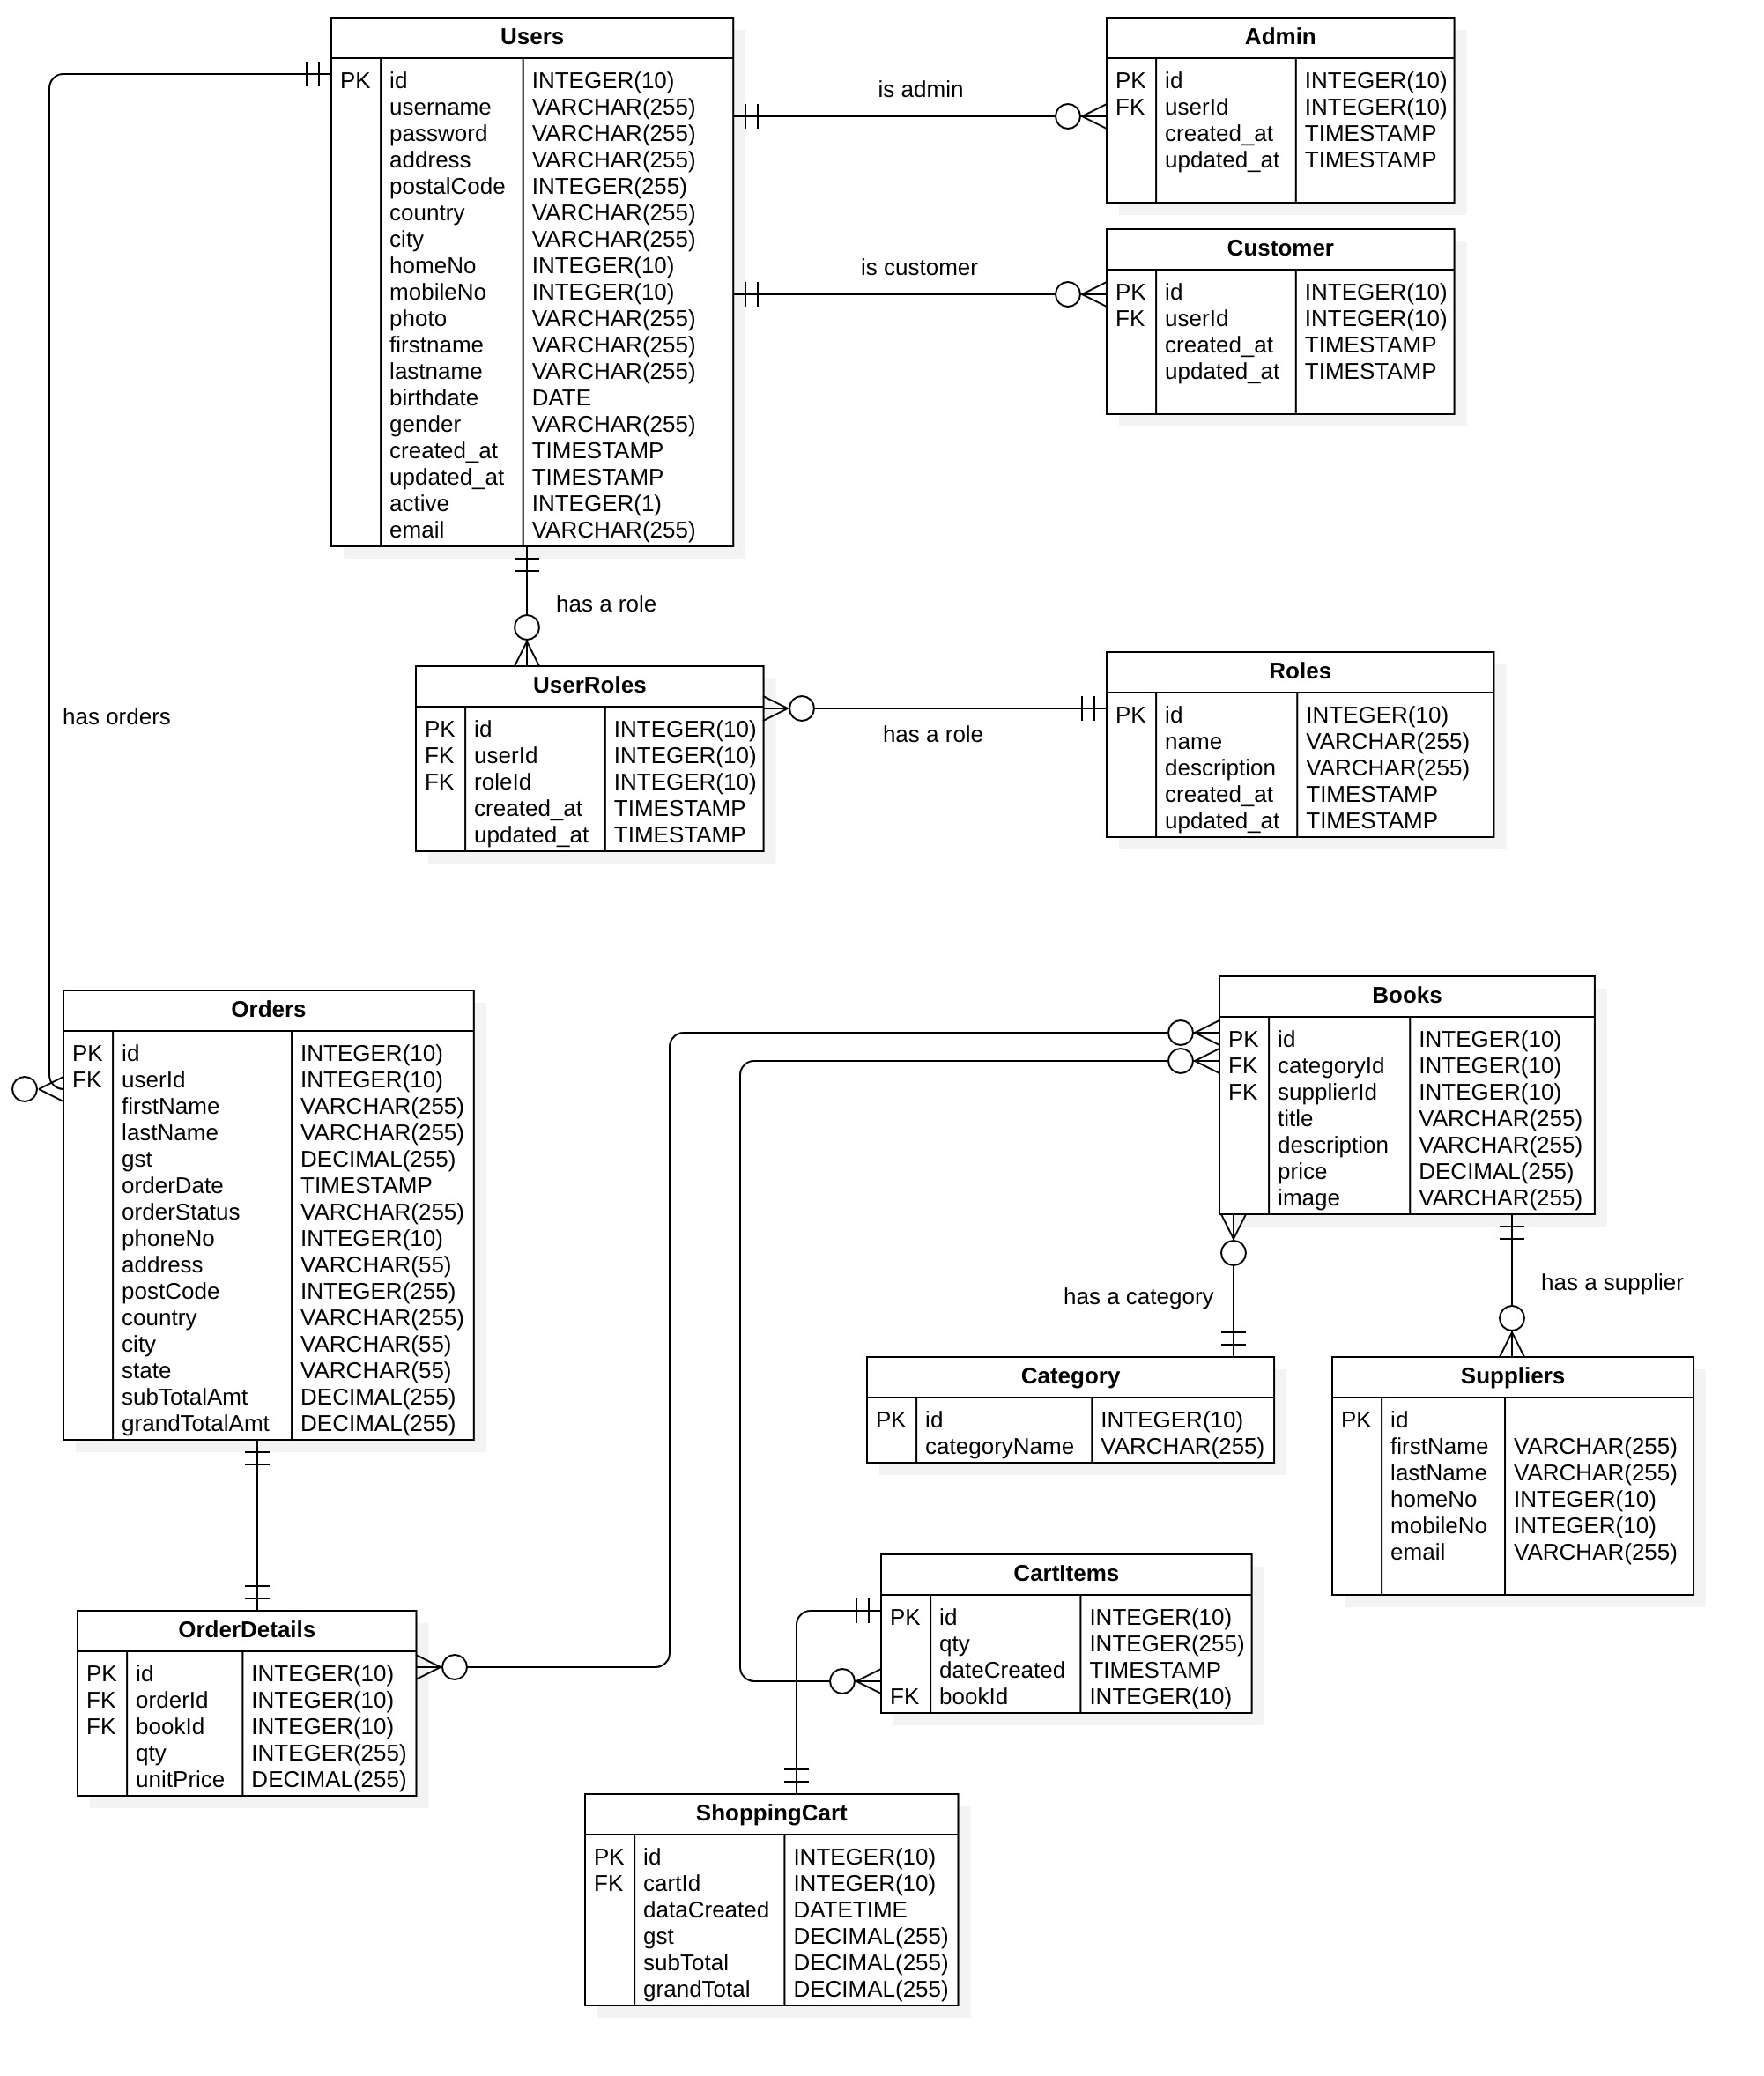 Users
PK id INTEGER(10)
username VARCHAR(255)
password VARCHAR(255)
address VARCHAR(255)
postalCode INTEGER(255)
country VARCHAR(255)
city VARCHAR(255)
homeNo INTEGER(10)
mobileNo INTEGER(10)
photo VARCHAR(255)
firstname VARCHAR(255)
lastname VARCHAR(255)
birthdate DATE
gender VARCHAR(255)
created_at TIMESTAMP
updated_at TIMESTAMP
active INTEGER(1)
email VARCHAR(255)
is admin
Admin
PK id INTEGER(10)
FK userId INTEGER(10)
created_at TIMESTAMP
updated_at TIMESTAMP
is customer
Customer
PK id INTEGER(10)
FK userId INTEGER(10)
created_at TIMESTAMP
updated_at TIMESTAMP
has a role
UserRoles
PK id INTEGER(10)
FK userId INTEGER(10)
FK roleId INTEGER(10)
created_at TIMESTAMP
updated_at TIMESTAMP
has a role
Roles
PK id INTEGER(10)
name VARCHAR(255)
description VARCHAR(255)
created_at TIMESTAMP
updated_at TIMESTAMP
has orders
Orders
PK id INTEGER(10)
FK userId INTEGER(10)
firstName VARCHAR(255)
lastName VARCHAR(255)
gst DECIMAL(255)
orderDate TIMESTAMP
orderStatus VARCHAR(255)
phoneNo INTEGER(10)
address VARCHAR(55)
postCode INTEGER(255)
country VARCHAR(255)
city VARCHAR(55)
state VARCHAR(55)
subTotalAmt DECIMAL(255)
grandTotalAmt DECIMAL(255)
Books
PK id INTEGER(10)
FK categoryId INTEGER(10)
FK supplierId INTEGER(10)
title VARCHAR(255)
description VARCHAR(255)
price DECIMAL(255)
image VARCHAR(255)
has a category
has a supplier
Category
PK id INTEGER(10)
categoryName VARCHAR(255)
Suppliers
PK id
firstName VARCHAR(255)
lastName VARCHAR(255)
homeNo INTEGER(10)
mobileNo INTEGER(10)
email VARCHAR(255)
CartItems
PK id INTEGER(10)
qty INTEGER(255)
dateCreated TIMESTAMP
FK bookId INTEGER(10)
OrderDetails
PK id INTEGER(10)
FK orderId INTEGER(10)
FK bookId INTEGER(10)
qty INTEGER(255)
unitPrice DECIMAL(255)
ShoppingCart
PK id INTEGER(10)
FK cartId INTEGER(10)
dataCreated DATETIME
gst DECIMAL(255)
subTotal DECIMAL(255)
grandTotal DECIMAL(255)